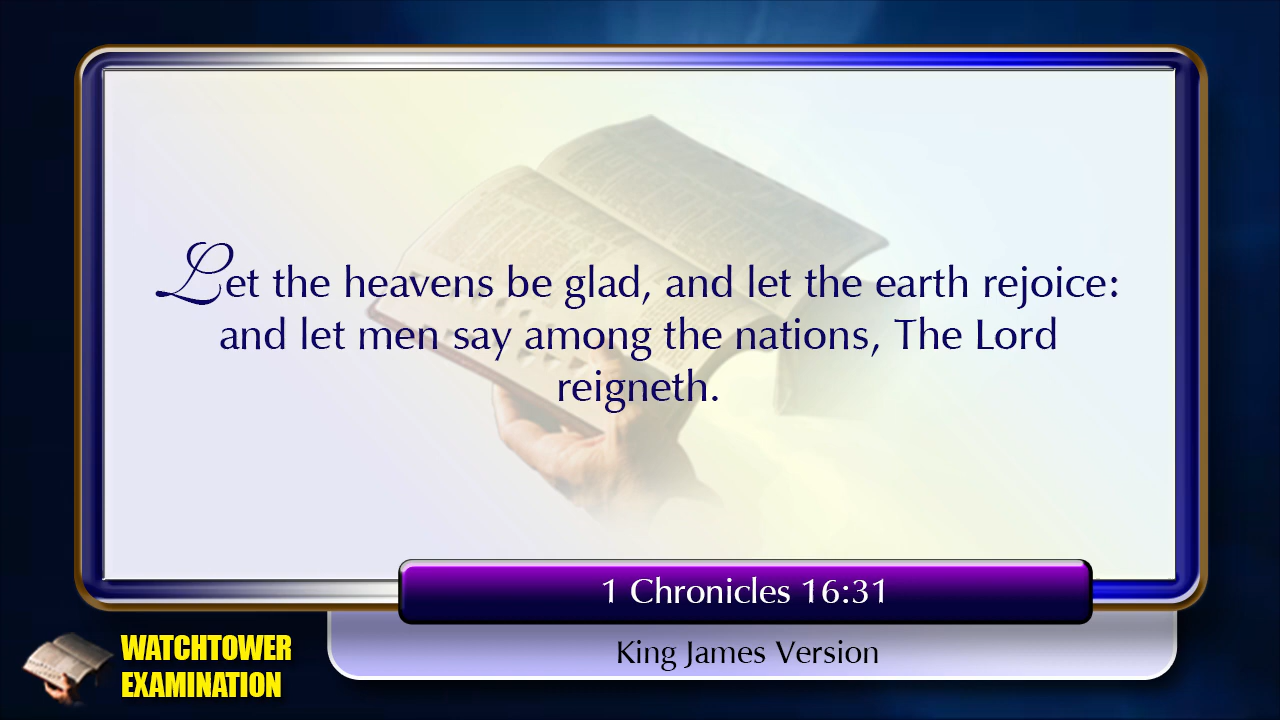 Let the heavens be glad, and let the earth rejoice:
and let men say among the nations, The Lord
reigneth.
1 Chronicles 16:31
King James Version
WATCHTOWER
EXAMINATION